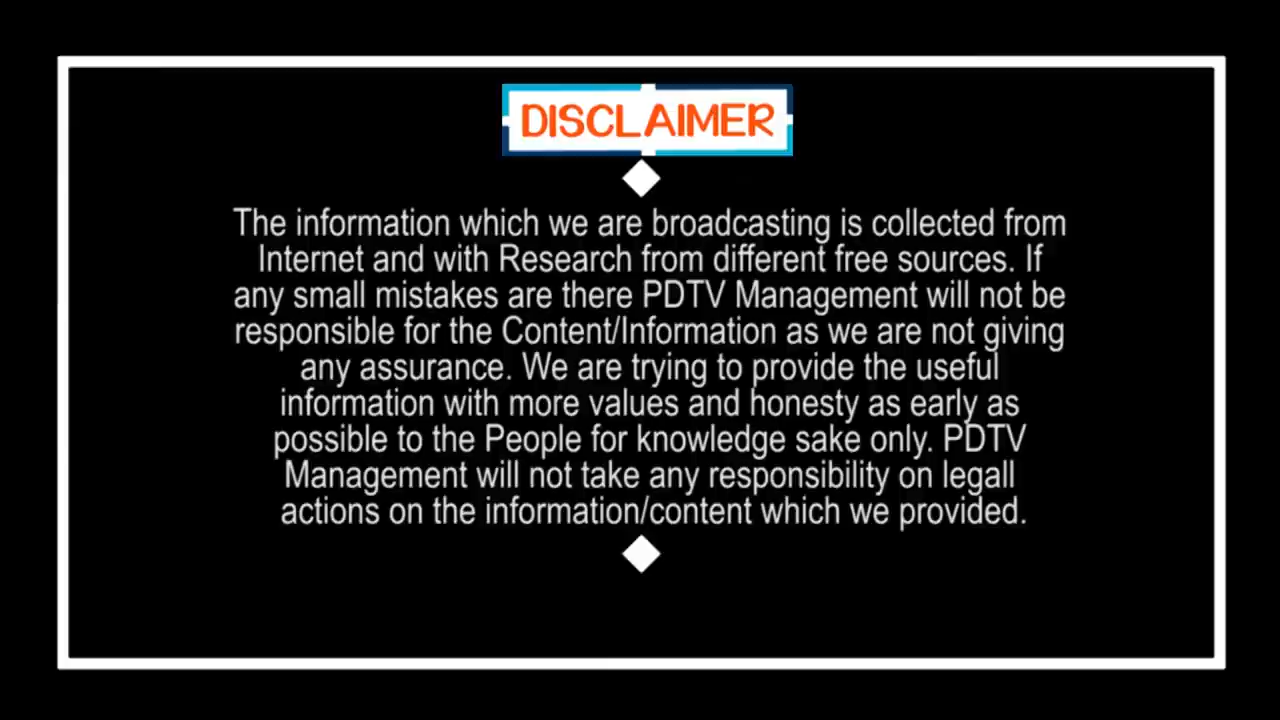 DISCLAIMER
The information which we are broadcasting is collected from
Internet and with Research from different free sources. If
any small mistakes are there PDTV Management will not be
responsible for the Content/Information as we are not giving
any assurance. We are trying to provide the useful
information with more values and honesty as early as
possible to the People for knowledge sake only. PDTV
Management will not take any responsibility on legall
actions on the information/content which we provided.